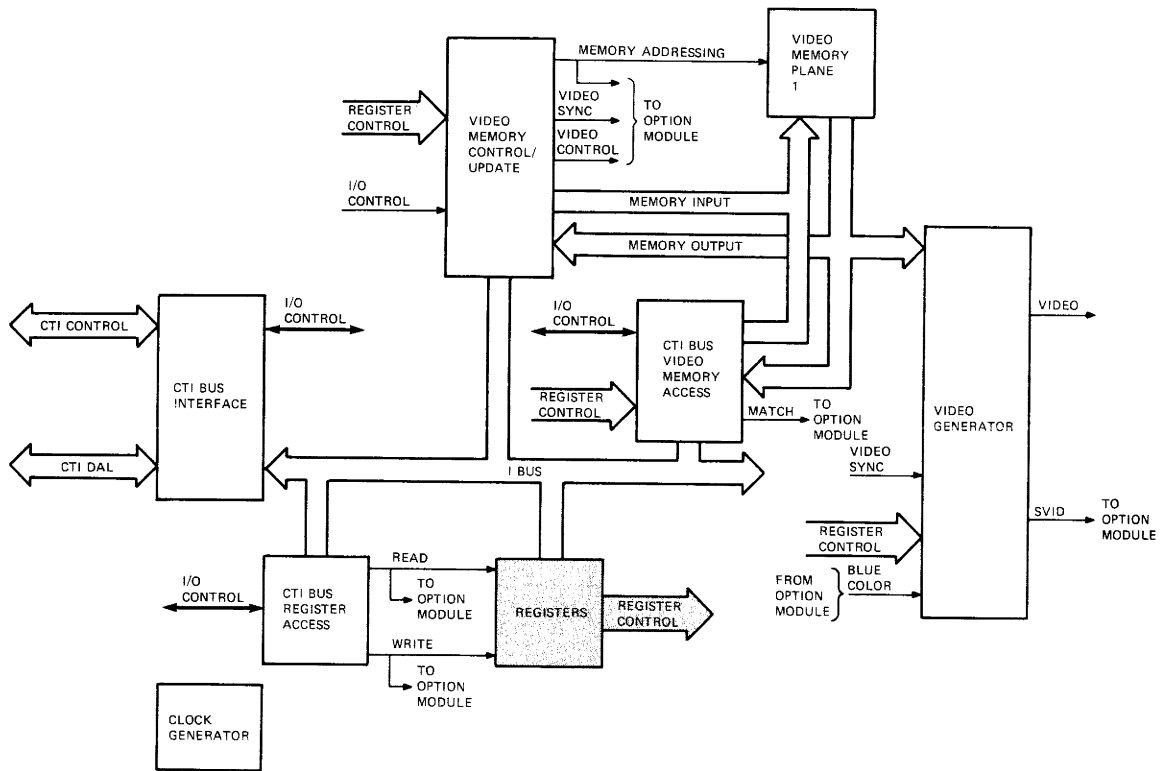 MEMORY ADDRESSING
VIDEO
MEMORY
PLANE
1
REGISTER
CONTROL
VIDEO
MEMORY
CONTROL/
UPDATE
VIDEO
SYNC
VIDEO
CONTROL
TO
OPTION
MODULE
I/O
CONTROL
MEMORY INPUT
MEMORY OUTPUT
CTI CONTROL
I/O
CONTROL
CTI BUS
INTERFACE
CTI DAL
I/O
CONTROL
CTI BUS
VIDEO
MEMORY
ACCESS
REGISTER
CONTROL
MATCH
TO
OPTION
MODULE
VIDEO
VIDEO
GENERATOR
VIDEO
SYNC
SVID
TO
OPTION
MODULE
REGISTER
CONTROL
FROM
OPTION
MODULE
BLUE
COLOR
I BUS
I/O
CONTROL
CTI BUS
REGISTER
ACCESS
READ
TO
OPTION
MODULE
WRITE
TO
OPTION
MODULE
REGISTERS
REGISTER
CONTROL
CLOCK
GENERATOR